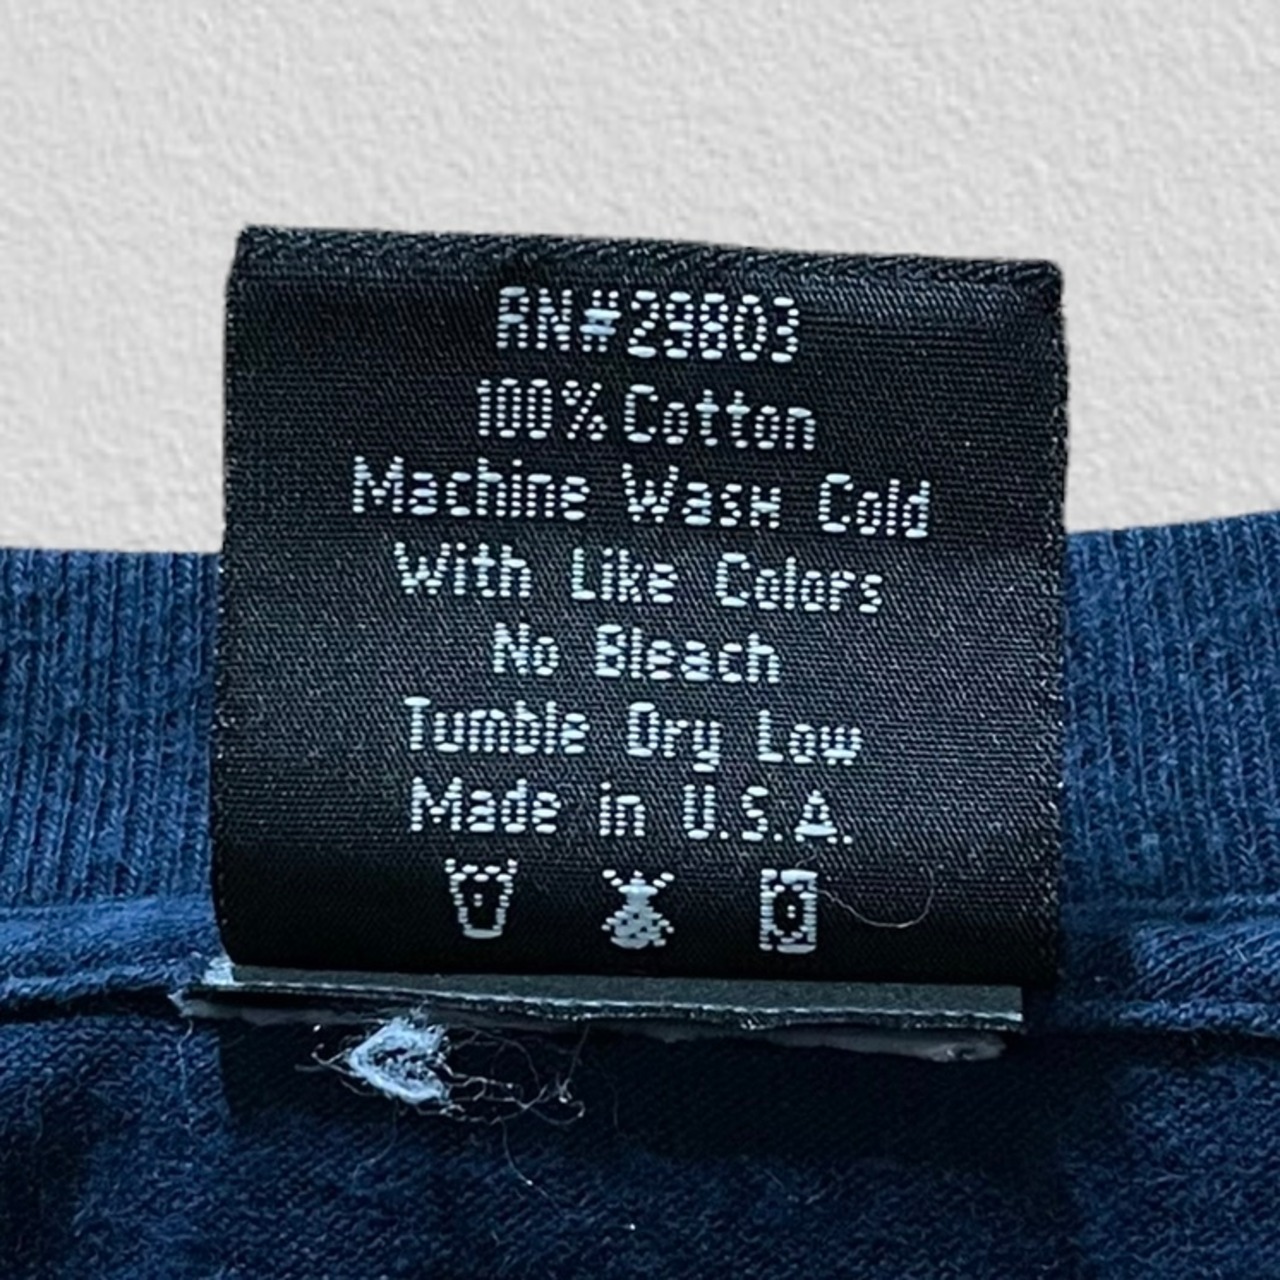 RN#29803
100% Cotton
Machine Wash Cold
With Like Colors
No Bleach
Tumble Dry Low
Made in U.S.A.